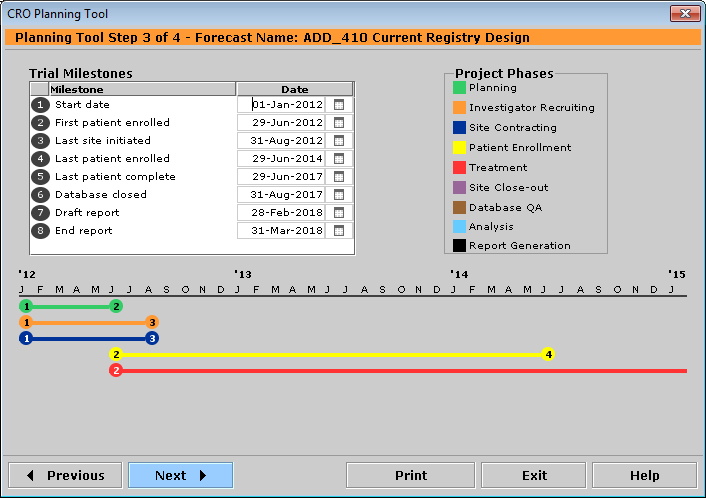 CRO Planning Tool
Planning Tool Step 3 of 4 - Forecast Name: ADD_410 Current Registry Design
Trial Milestones
Milestone Date
1 Start date 01-Jan-2012
2 First patient enrolled 29-Jun-2012
3 Last site initiated 31-Aug-2012
4 Last patient enrolled 29-Jun-2014
5 Last patient complete 29-Jun-2017
6 Database closed 31-Aug-2017
7 Draft report 28-Feb-2018
8 End report 31-Mar-2018
Project Phases
Planning
Investigator Recruiting
Site Contracting
Patient Enrollment
Treatment
Site Close-out
Database QA
Analysis
Report Generation
'12 '13 '14 '15
J F M A M J J A S O N D J F M A M J J A S O N D J F M A M J J A S O N D J
1 2
1 3
1 3
2 4
2
Previous Next Print Exit Help